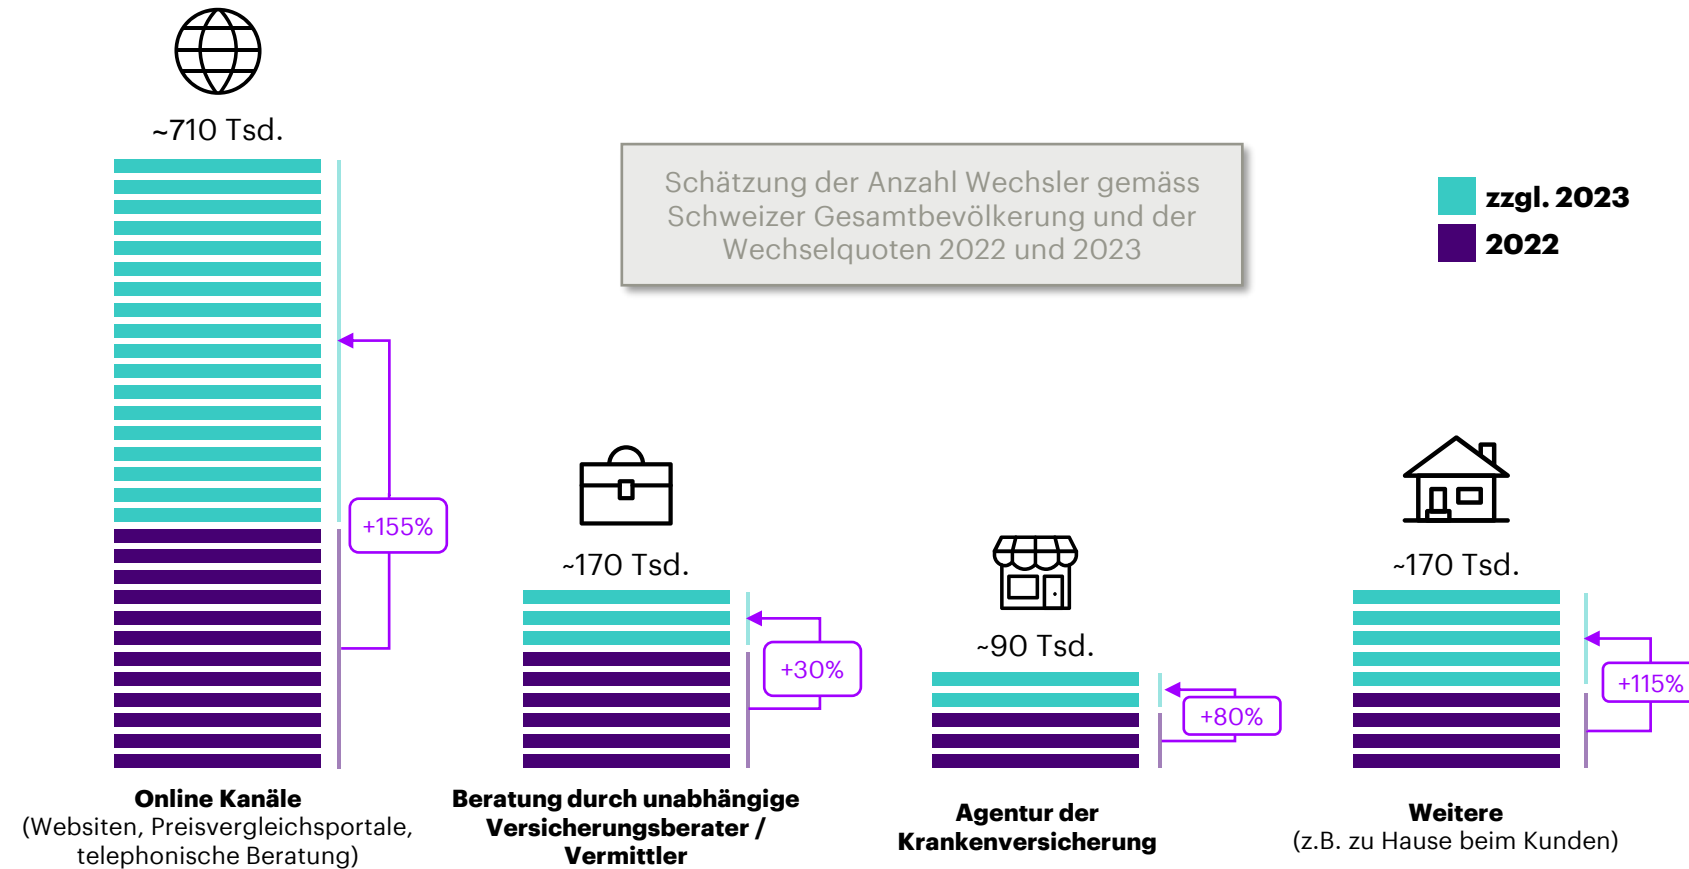 ~710 Tsd.
Schätzung der Anzahl Wechsler gemäss
Schweizer Gesamtbevölkerung und der
Wechselquoten 2022 und 2023
zzgl. 2023
2022
+155%
~170 Tsd.
+30%
~90 Tsd.
+80%
~170 Tsd.
+115%
Online Kanäle
(Websiten, Preisvergleichsportale,
telephonische Beratung)
Beratung durch unabhängige
Versicherungsberater /
Vermittler
Agentur der
Krankenversicherung
Weitere
(z.B. zu Hause beim Kunden)